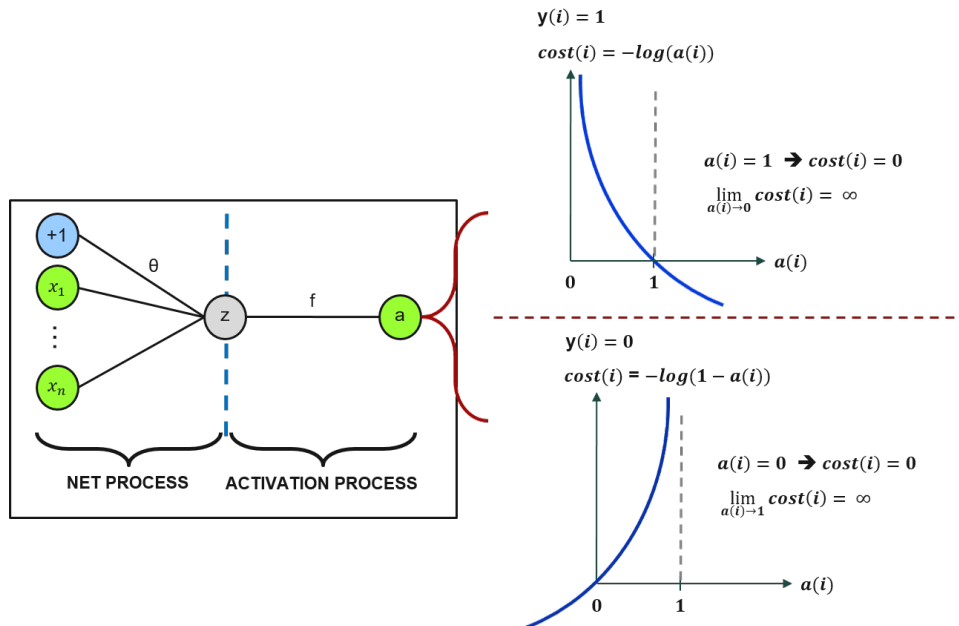 +1
x₁
⋮
xₙ
θ
z
f
a
NET PROCESS
ACTIVATION PROCESS
y(i) = 1
cost(i) = −log(a(i))
a(i) = 1 ➔ cost(i) = 0
lim a(i)→0 cost(i) = ∞
0
1
a(i)
y(i) = 0
cost(i) = −log(1 − a(i))
a(i) = 0 ➔ cost(i) = 0
lim a(i)→1 cost(i) = ∞
0
1
a(i)